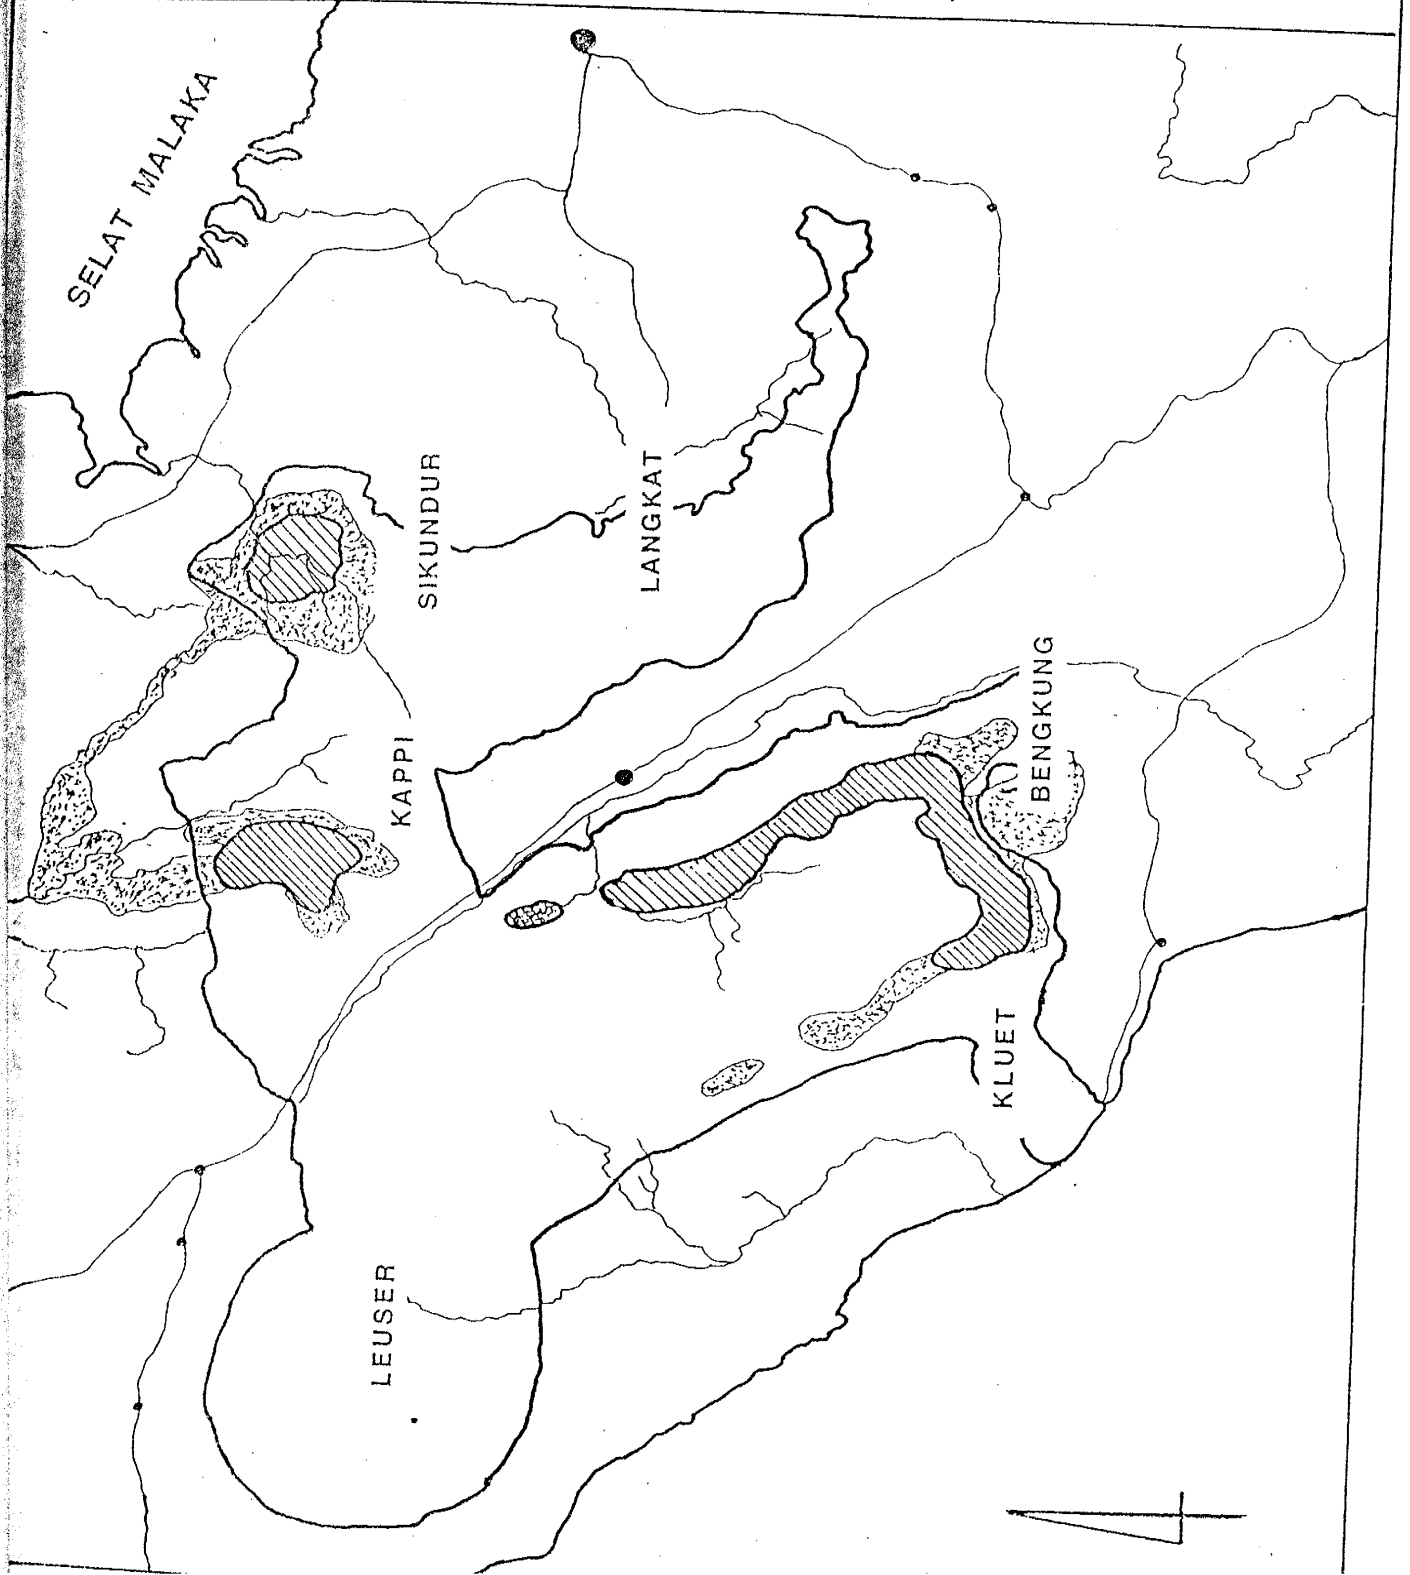 SELAT MALAKA
SIKUNDUR
LANGKAT
KAPPI
BENGKUNG
KLUET
LEUSER